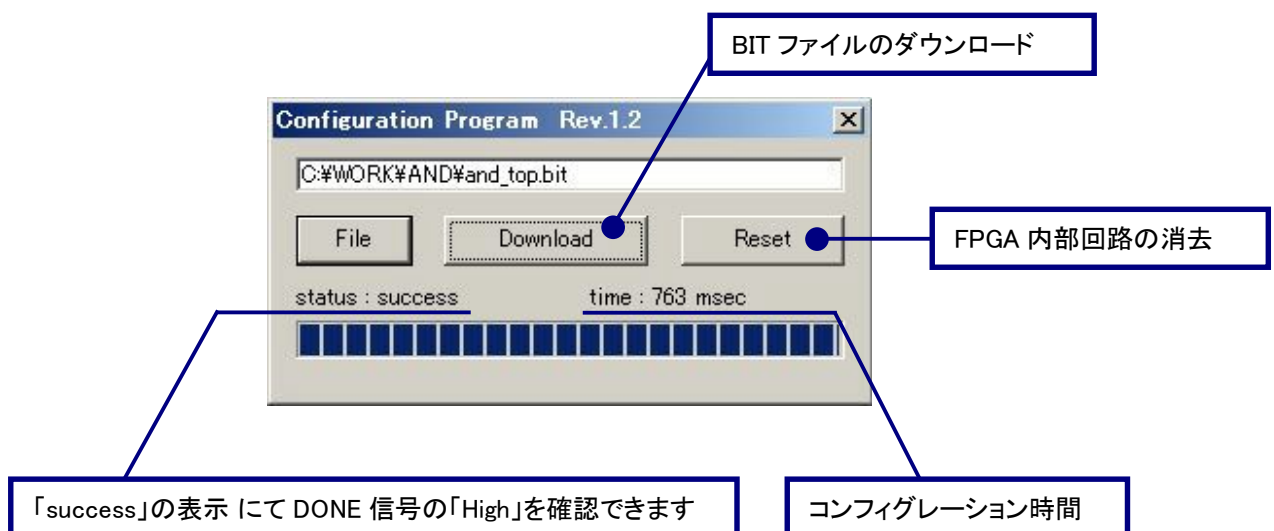 BIT ファイルのダウンロード
Configuration Program Rev.1.2
C:¥WORK¥AND¥and_top.bit
File Download Reset
FPGA 内部回路の消去
status : success time : 763 msec
「success」の表示 にて DONE 信号の「High」を確認できます
コンフィグレーション時間